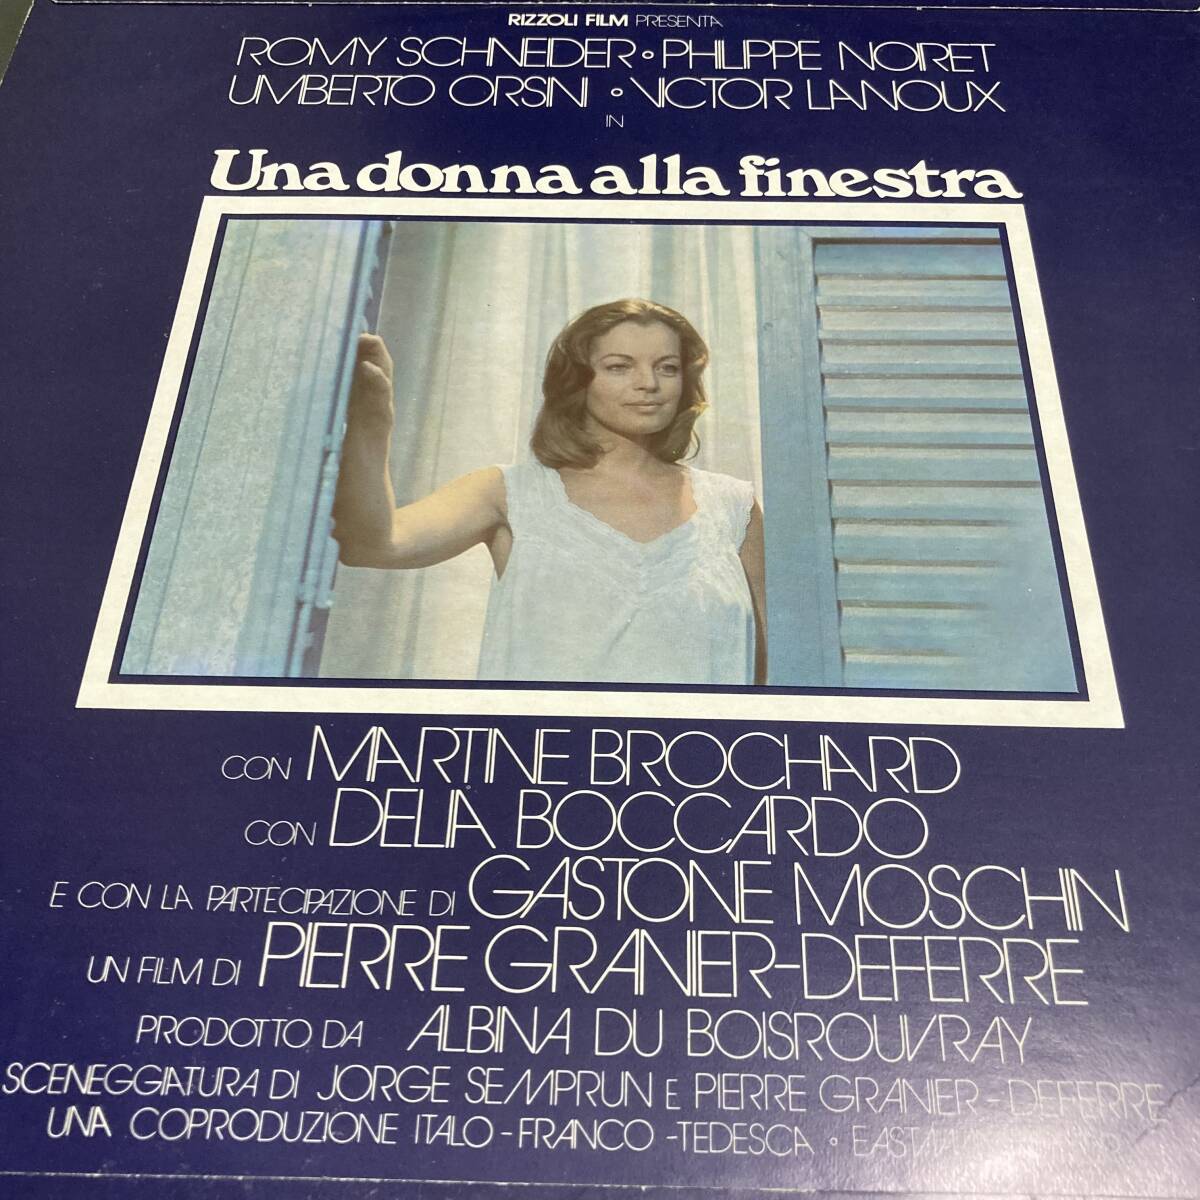 RIZZOLI FILM PRESENTA
ROMY SCHNEIDER • PHILIPPE NOIRET
UMBERTO ORSINI • VICTOR LANOUX
IN
Una donna alla finestra
CON MARTINE BROCHARD
CON DELIA BOCCARDO
E CON LA PARTECIPAZIONE DI GASTONE MOSCHIN
UN FILM DI PIERRE GRANIER-DEFERRE
PRODOTTO DA ALBINA DU BOISROUVRAY
SCENEGGIATURA DI JORGE SEMPRUN E PIERRE GRANIER-DEFERRE
UNA COPRODUZIONE ITALO-FRANCO-TEDESCA •